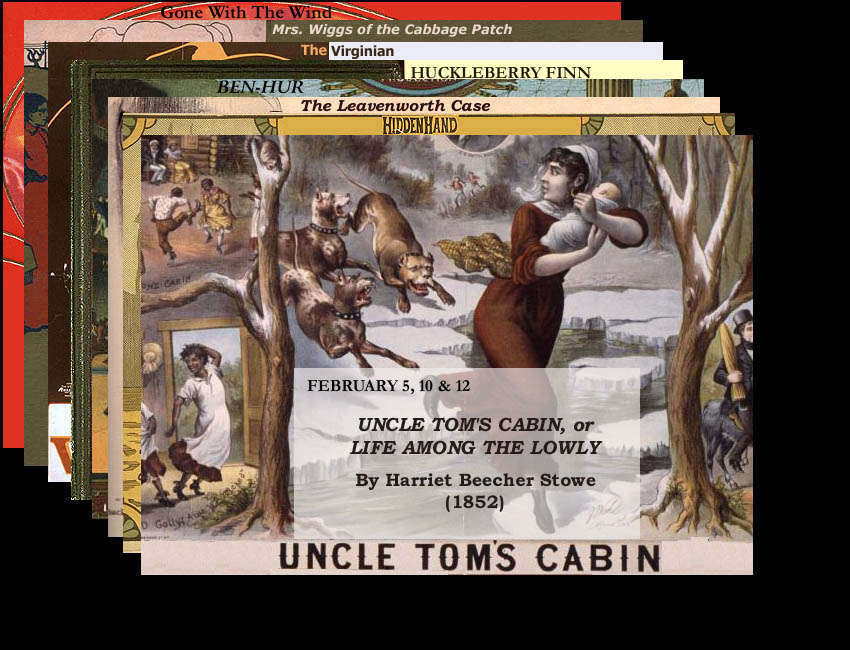 Gone With The Wind
Mrs. Wiggs of the Cabbage Patch
The Virginian
HUCKLEBERRY FINN
BEN-HUR
The Leavenworth Case
HIDDEN HAND
FEBRUARY 5, 10 & 12
UNCLE TOM'S CABIN, or
LIFE AMONG THE LOWLY
By Harriet Beecher Stowe
(1852)
UNCLE TOM'S CABIN